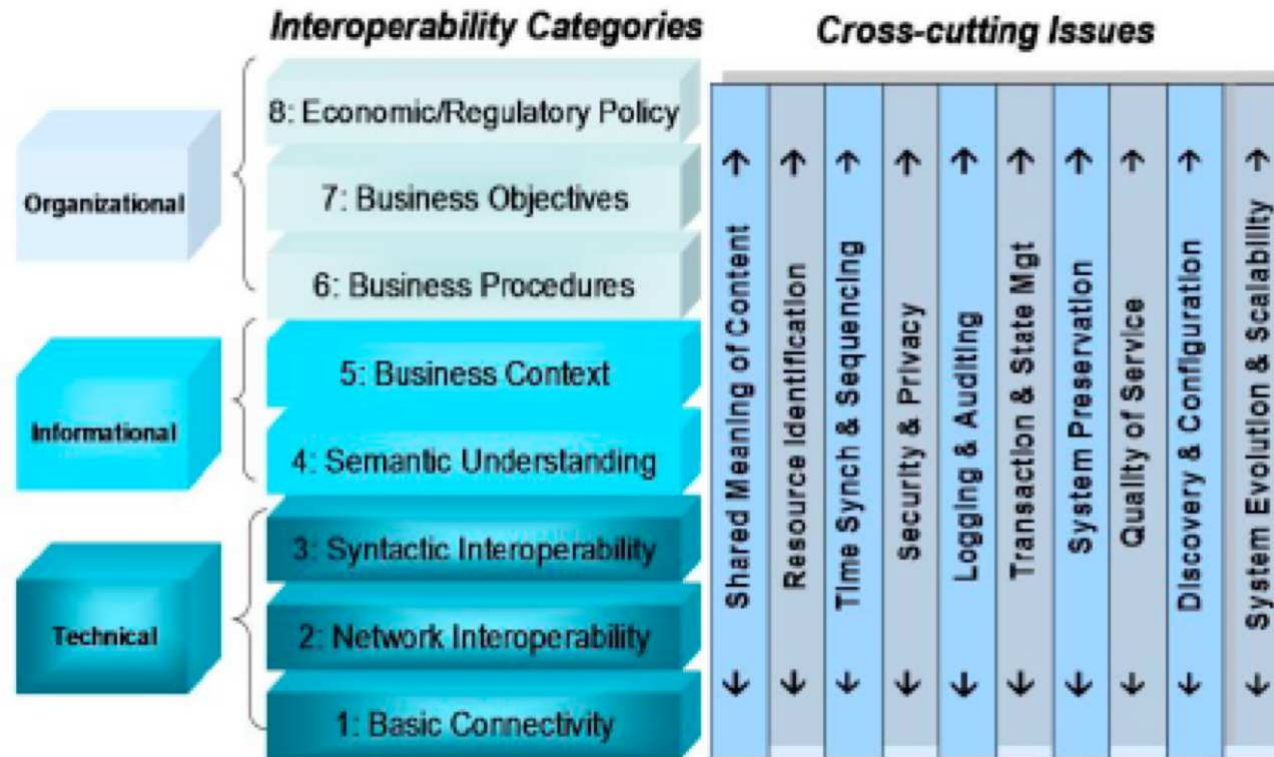 Interoperability Categories
Cross-cutting Issues
Organizational
8: Economic/Regulatory Policy
7: Business Objectives
6: Business Procedures
Informational
5: Business Context
4: Semantic Understanding
Technical
3: Syntactic Interoperability
2: Network Interoperability
1: Basic Connectivity
Shared Meaning of Content
Resource Identification
Time Synch & Sequencing
Security & Privacy
Logging & Auditing
Transaction & State Mgt
System Preservation
Quality of Service
Discovery & Configuration
System Evolution & Scalability